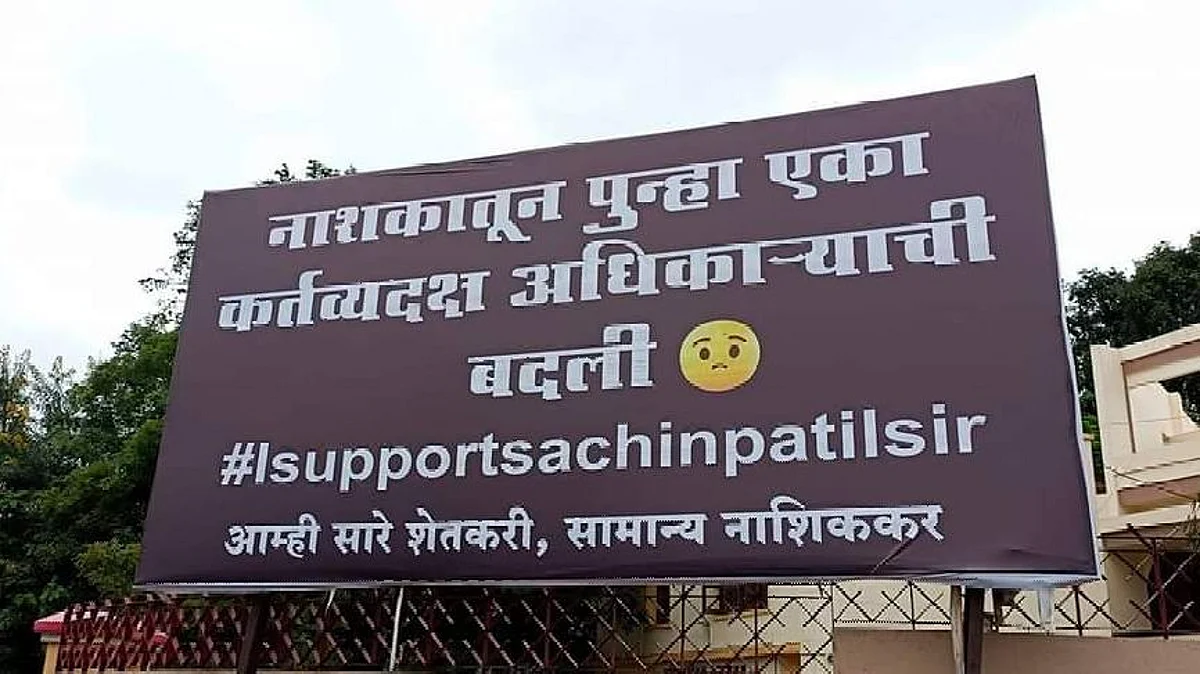 नाशकातून पुन्हा एका
कर्तव्यदक्ष अधिकाऱ्याची
बदली 😟
#Isupportsachinpatilsir
आम्ही सारे शेतकरी, सामान्य नाशिककर